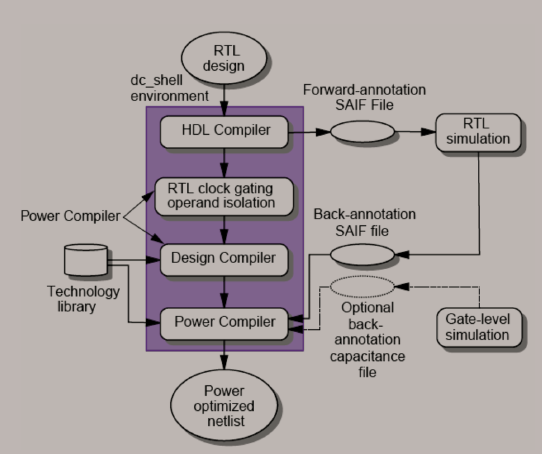 RTL
design
dc_shell
environment
Forward-annotation
SAIF File
HDL Compiler
RTL
simulation
RTL clock gating
operand isolation
Power Compiler
Back-annotation
SAIF file
Design Compiler
Technology
library
Power Compiler
Optional
back-
annotation
capacitance
file
Gate-level
simulation
Power
optimized
netlist